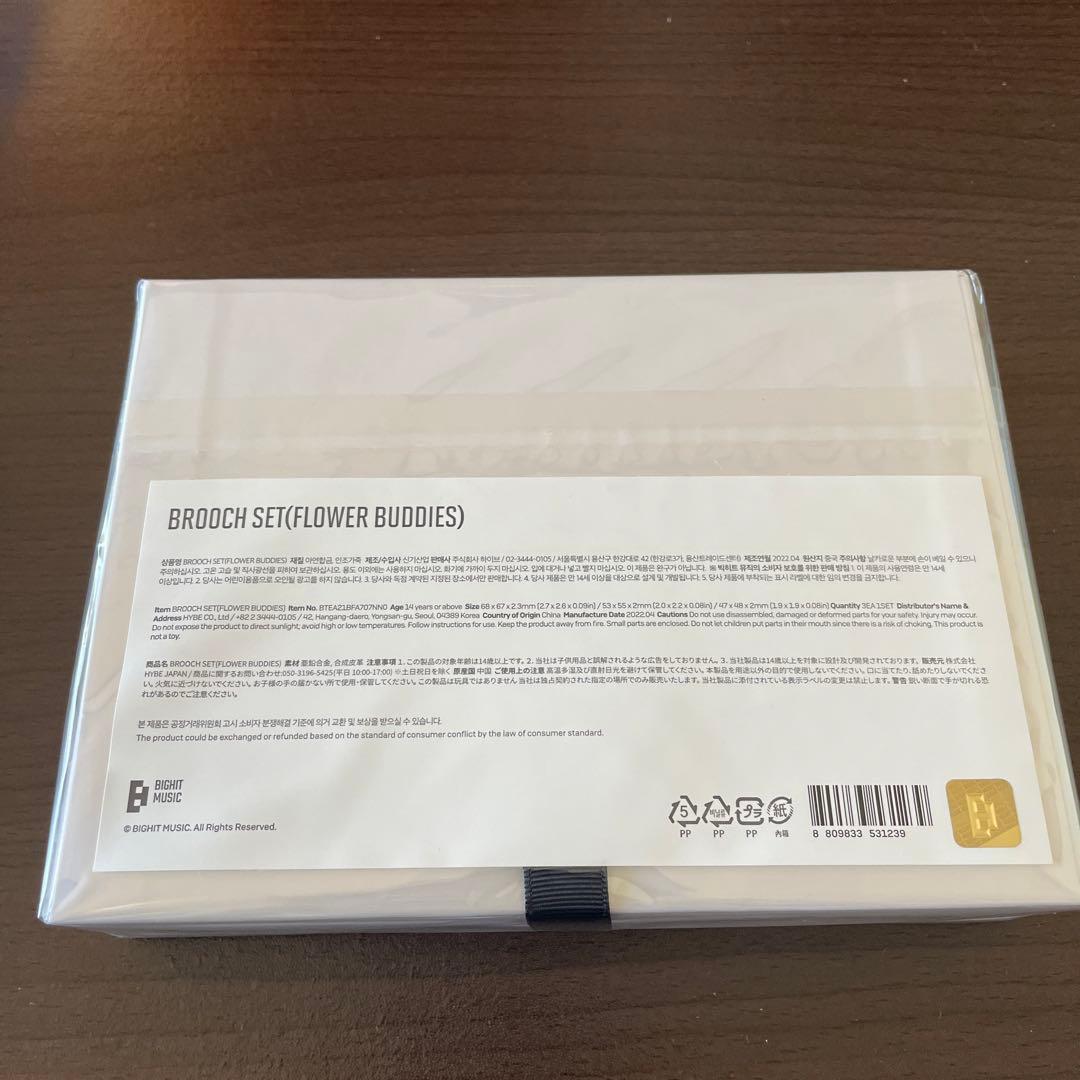 BROOCH SET(FLOWER BUDDIES)
상품명 BROOCH SET(FLOWER BUDDIES) 재질 아연합금, 인조가죽 제조/수입사 신기산업 판매사 주식회사 하이브 / 02-3444-0105 / 서울특별시 용산구 한강대로 42 (한강로3가, 용산트레이드센터) 제조연월 2022.04 원산지 중국 주의사항 날카로운 부분에 손이 베일 수 있으니
주의하십시오. 고온 고습 및 직사광선을 피하여 보관하십시오. 용도 이외에는 사용하지 마십시오. 화기에 가까이 두지 마십시오. 입에 대거나 넣고 빨지 마십시오. 이 제품은 완구가 아닙니다. ※ 빅히트 뮤직의 소비자 보호를 위한 판매 방침 1. 이 제품의 사용연령은 만 14세
이상입니다. 2. 당사는 어린이용품으로 오인될 광고를 하지 않습니다. 3. 당사와 독점 계약된 지정된 장소에서만 판매합니다. 4. 당사 제품은 만 14세 이상을 대상으로 설계 및 개발됩니다. 5. 당사 제품에 부착되는 표시 라벨에 대한 임의 변경을 금지합니다.
Item BROOCH SET(FLOWER BUDDIES) Item No. BTEA21BFA707NN0 Age 14 years or above Size 68 x 67 x 2.3mm [2.7 x 2.6 x 0.09in] / 53 x 55 x 2mm [2.0 x 2.2 x 0.08in] / 47 x 48 x 2mm [1.9 x 1.9 x 0.08in] Quantity 3EA 1SET Distributor's Name &
Address HYBE CO., Ltd / +82 2 3444-0105 / 42, Hangang-daero, Yongsan-gu, Seoul, 04389 Korea Country of Origin China Manufacture Date 2022.04 Cautions Do not use disassembled, damaged or deformed parts for your safety. Injury may occur.
Do not expose the product to direct sunlight; avoid high or low temperatures. Follow instructions for use. Keep the product away from fire. Small parts are enclosed. Do not let children put parts in their mouth since there is a risk of choking. This product is
not a toy.
商品名 BROOCH SET(FLOWER BUDDIES) 素材 亜鉛合金, 合成皮革 注意事項 1. この製品の対象年齢は14歳以上です。2. 当社は子供用品と誤解されるような広告をしておりません。3. 当製品は14歳以上を対象に設計及び開発されております。販売元 株式会社
HYBE JAPAN / 商品に関するお問い合わせ:050-3196-5425[平日 10:00-17:00] ※土日祝日を除く 原産国 中国 ご使用上の注意 高温多湿及び直射日光を避けて保管してください。本製品を用途以外の目的で使用しないでください。口に当てたり、舐めたりしないでくださ
い。火気に近づけないでください。お子様の手の届かない所で使用・保管してください。この製品は玩具ではありません 当社は独占契約された指定の場所でのみ販売いたします。当社製品に添付されている表示ラベルの変更は禁止します。警告 鋭い断面で手が切れる恐
れがあるのでご注意ください。
본 제품은 공정거래위원회 고시 소비자 분쟁해결 기준에 의거 교환 및 보상을 받으실 수 있습니다.
The product could be exchanged or refunded based on the standard of consumer conflict by the law of consumer standard.
BIGHIT
MUSIC
© BIGHIT MUSIC. All Rights Reserved.
5 비닐류 プラ 紙
PP PP PP 內箱
8 809833 531239